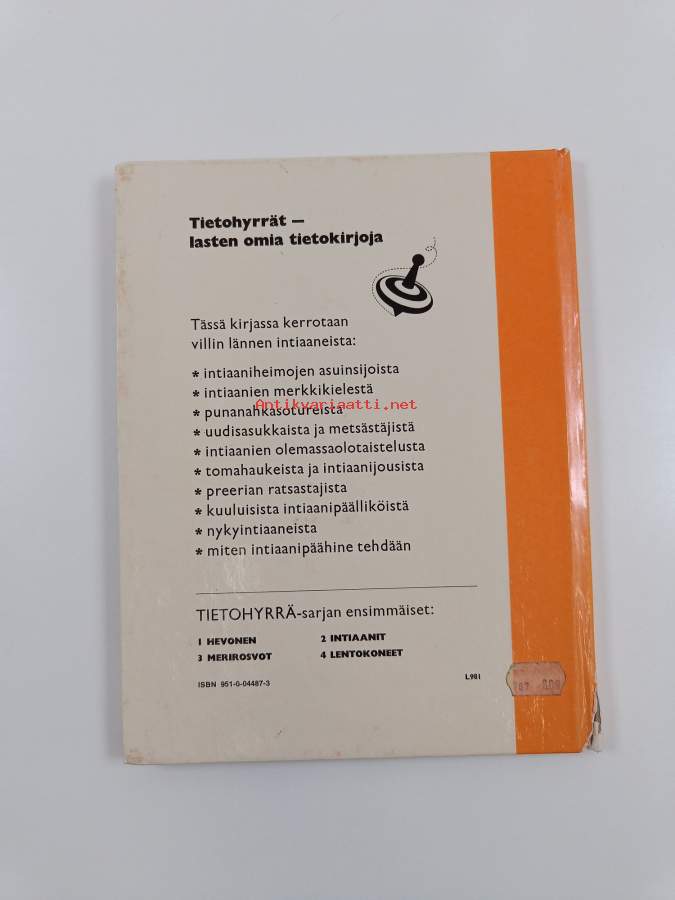 Tietohyrrät –
lasten omia tietokirjoja
Tässä kirjassa kerrotaan
villin lännen intiaaneista:
* intiaaniheimojen asuinsijoista
* intiaanien merkkikielestä
* punanahkasotureista
Antikvariaatti.net
* uudisasukkaista ja metsästäjistä
* intiaanien olemassaolotaistelusta
* tomahaukeista ja intiaanijousista
* preerian ratsastajista
* kuuluisista intiaanipäälliköistä
* nykyintiaaneista
* miten intiaanipäähine tehdään
TIETOHYRRÄ-sarjan ensimmäiset:
1 HEVONEN 2 INTIAANIT
3 MERIROSVOT 4 LENTOKONEET
ISBN 951-0-04487-3 L981